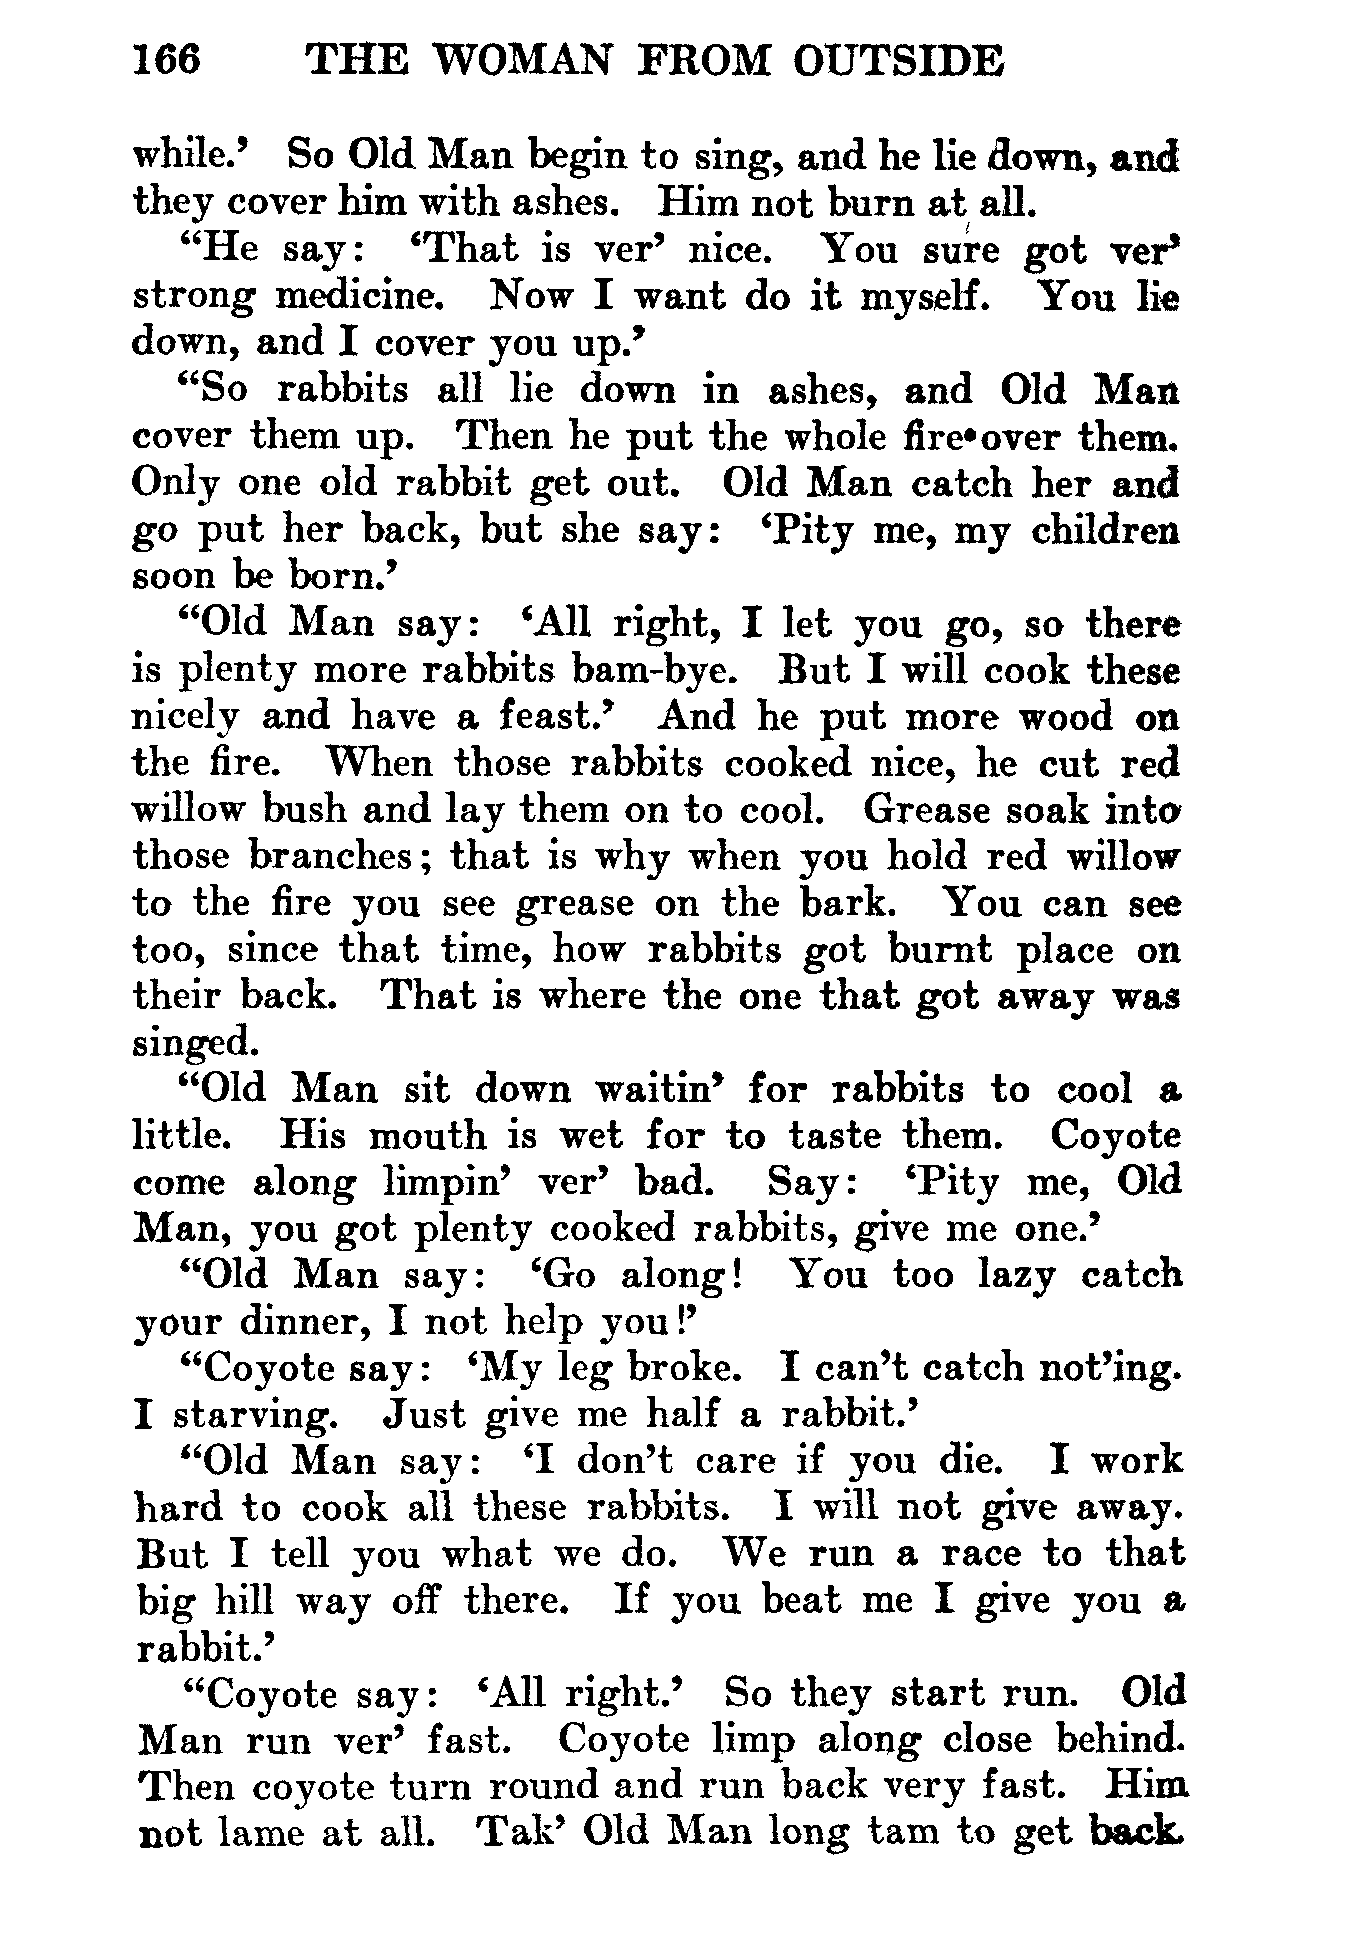 166 THE WOMAN FROM OUTSIDE
while.’ So Old Man begin to sing, and he lie down, and
they cover him with ashes. Him not burn at all.
“He say: ‘That is ver’ nice. You sure got ver’
strong medicine. Now I want do it myself. You lie
down, and I cover you up.’
“So rabbits all lie down in ashes, and Old Man
cover them up. Then he put the whole fire over them.
Only one old rabbit get out. Old Man catch her and
go put her back, but she say: ‘Pity me, my children
soon be born.’
“Old Man say: ‘All right, I let you go, so there
is plenty more rabbits bam-bye. But I will cook these
nicely and have a feast.’ And he put more wood on
the fire. When those rabbits cooked nice, he cut red
willow bush and lay them on to cool. Grease soak into
those branches; that is why when you hold red willow
to the fire you see grease on the bark. You can see
too, since that time, how rabbits got burnt place on
their back. That is where the one that got away was
singed.
“Old Man sit down waitin’ for rabbits to cool a
little. His mouth is wet for to taste them. Coyote
come along limpin’ ver’ bad. Say: ‘Pity me, Old
Man, you got plenty cooked rabbits, give me one.’
“Old Man say: ‘Go along! You too lazy catch
your dinner, I not help you!’
“Coyote say: ‘My leg broke. I can’t catch not’ing.
I starving. Just give me half a rabbit.’
“Old Man say: ‘I don’t care if you die. I work
hard to cook all these rabbits. I will not give away.
But I tell you what we do. We run a race to that
big hill way off there. If you beat me I give you a
rabbit.’
“Coyote say: ‘All right.’ So they start run. Old
Man run ver’ fast. Coyote limp along close behind.
Then coyote turn round and run back very fast. Him
not lame at all. Tak’ Old Man long tam to get back.